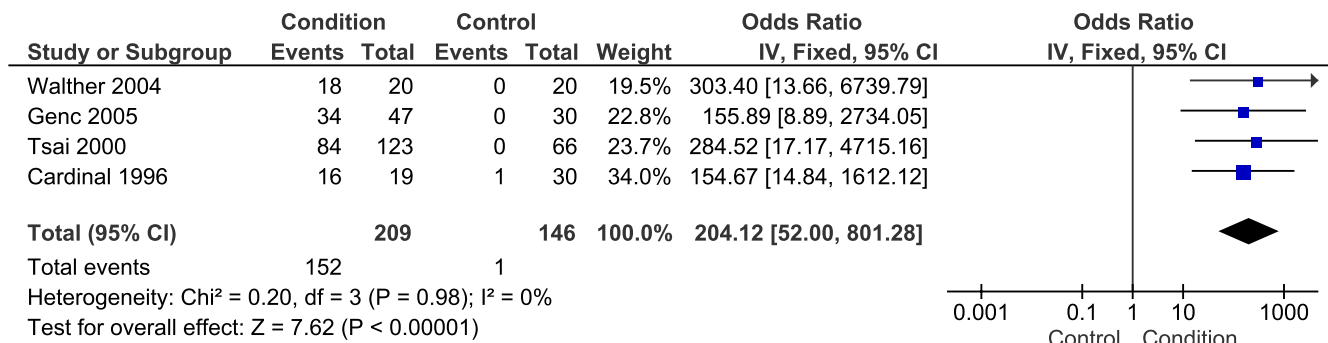 Condition Control Odds Ratio Odds Ratio
Study or Subgroup Events Total Events Total Weight IV, Fixed, 95% CI IV, Fixed, 95% CI
Walther 2004 18 20 0 20 19.5% 303.40 [13.66, 6739.79]
Genc 2005 34 47 0 30 22.8% 155.89 [8.89, 2734.05]
Tsai 2000 84 123 0 66 23.7% 284.52 [17.17, 4715.16]
Cardinal 1996 16 19 1 30 34.0% 154.67 [14.84, 1612.12]
Total (95% CI) 209 146 100.0% 204.12 [52.00, 801.28]
Total events 152 1
Heterogeneity: Chi² = 0.20, df = 3 (P = 0.98); I² = 0%
Test for overall effect: Z = 7.62 (P < 0.00001)
0.001 0.1 1 10 1000
Control Condition